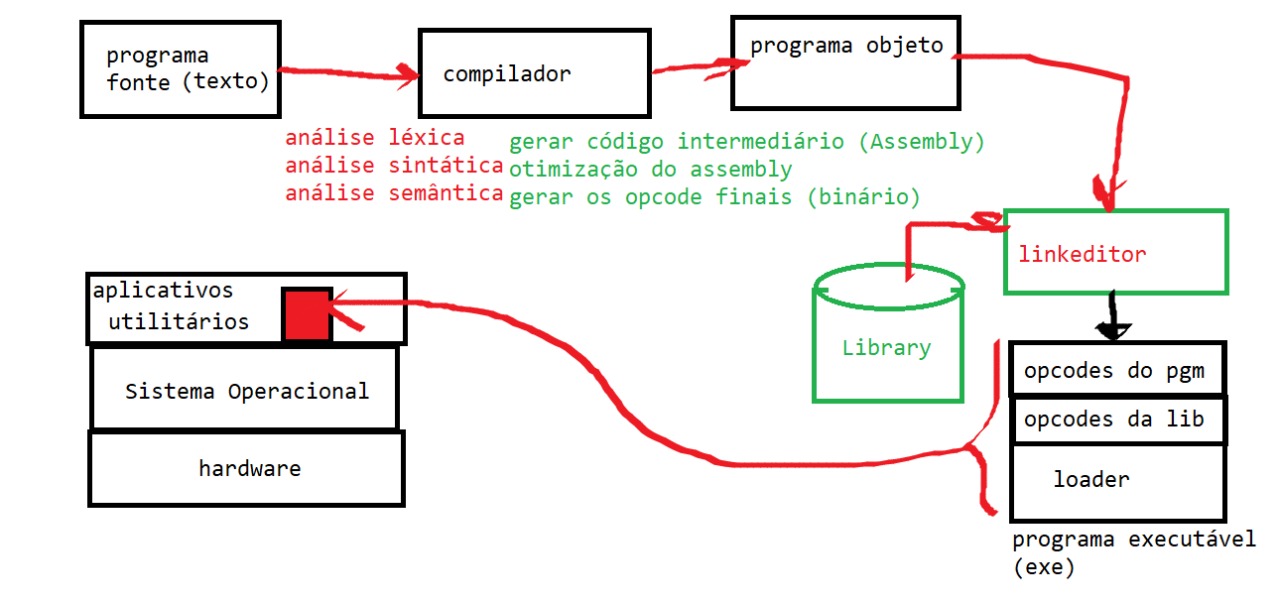 programa
fonte (texto)
compilador
programa objeto
análise léxica
análise sintática
análise semântica
gerar código intermediário (Assembly)
otimização do assembly
gerar os opcode finais (binário)
linkeditor
Library
aplicativos
utilitários
Sistema Operacional
hardware
opcodes do pgm
opcodes da lib
loader
programa executável
(exe)